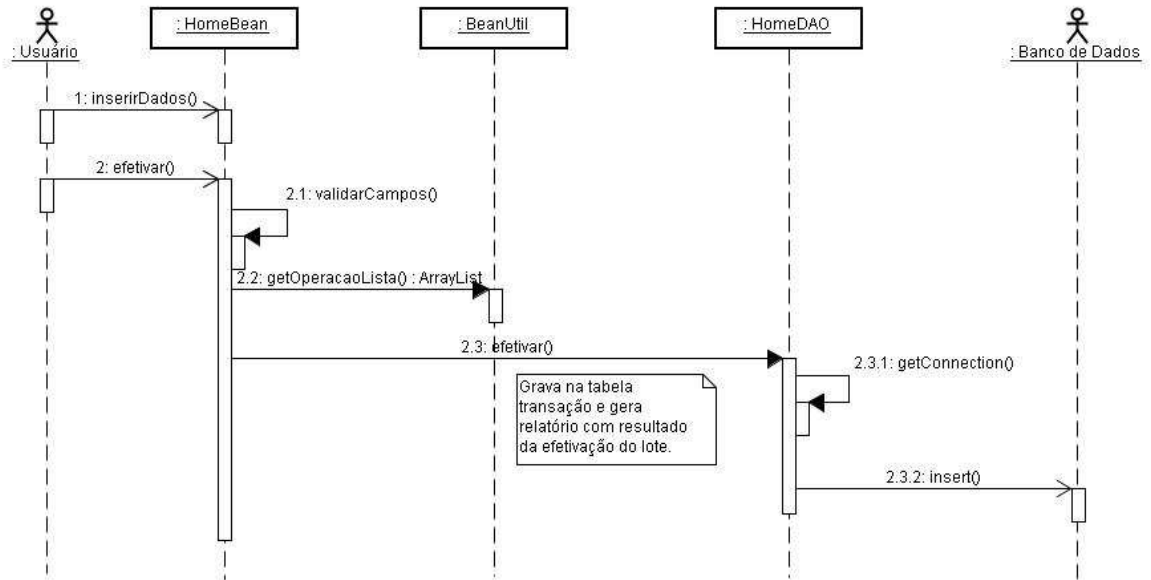 : Usuário
: HomeBean
: BeanUtil
: HomeDAO
: Banco de Dados
1: inserirDados()
2: efetivar()
2.1: validarCampos()
2.2: getOperacaoLista() : ArrayList
2.3: efetivar()
2.3.1: getConnection()
Grava na tabela
transação e gera
relatório com resultado
da efetivação do lote.
2.3.2: insert()